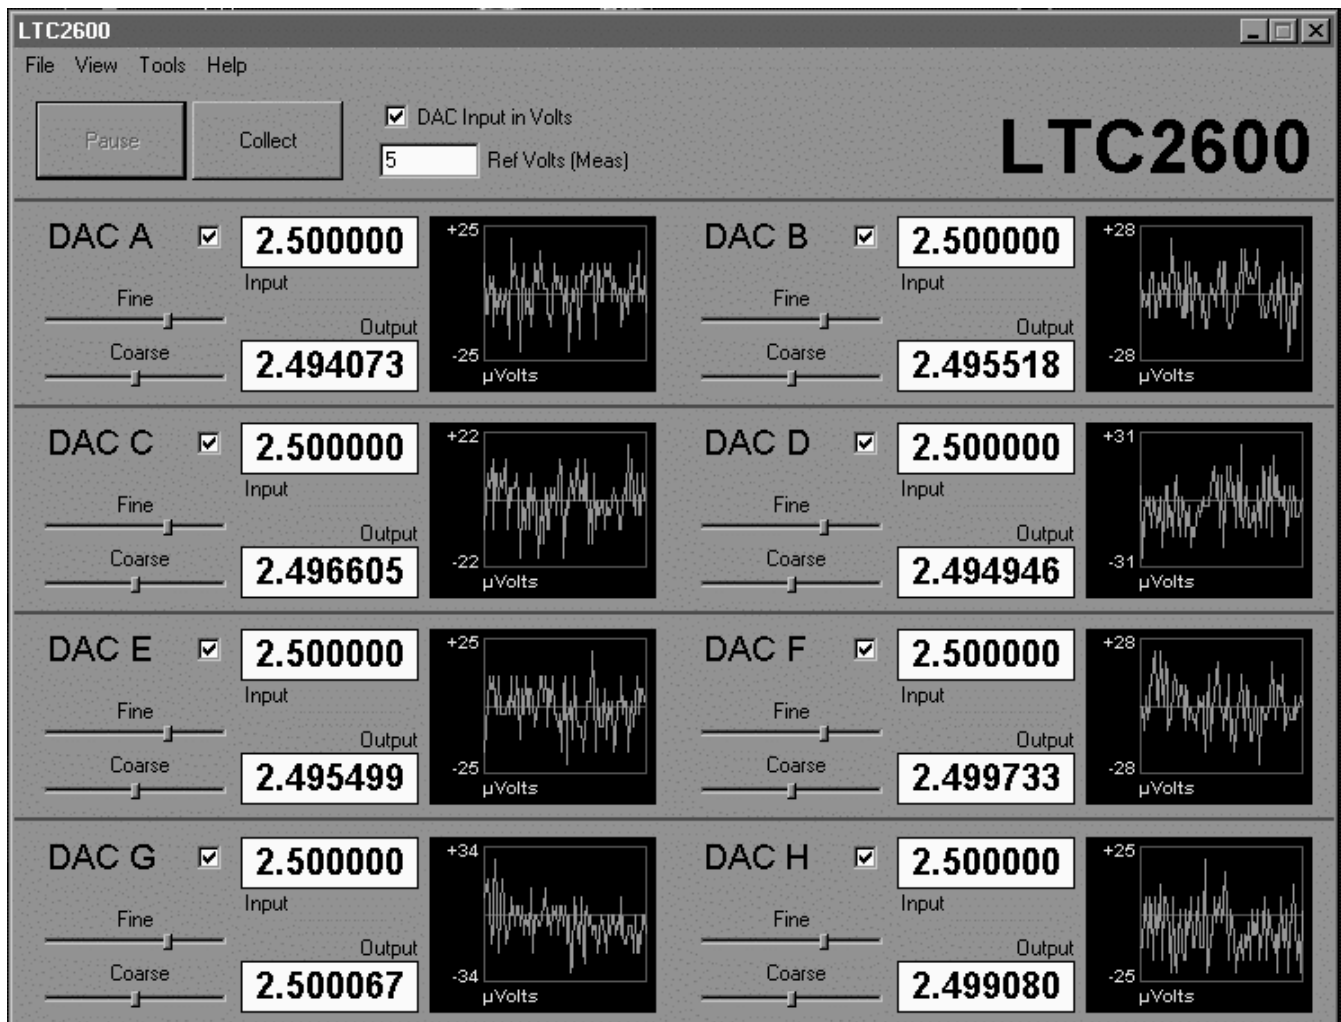 LTC2600
File View Tools Help
Pause
Collect
DAC Input in Volts
5 Ref Volts (Meas)
LTC2600
DAC A
2.500000
Input
Fine
Output
Coarse
2.494073
+25
-25
µVolts
DAC B
2.500000
Input
Fine
Output
Coarse
2.495518
+28
-28
µVolts
DAC C
2.500000
Input
Fine
Output
Coarse
2.496605
+22
-22
µVolts
DAC D
2.500000
Input
Fine
Output
Coarse
2.494946
+31
-31
µVolts
DAC E
2.500000
Input
Fine
Output
Coarse
2.495499
+25
-25
µVolts
DAC F
2.500000
Input
Fine
Output
Coarse
2.499733
+28
-28
µVolts
DAC G
2.500000
Input
Fine
Output
Coarse
2.500067
+34
-34
µVolts
DAC H
2.500000
Input
Fine
Output
Coarse
2.499080
+25
-25
µVolts